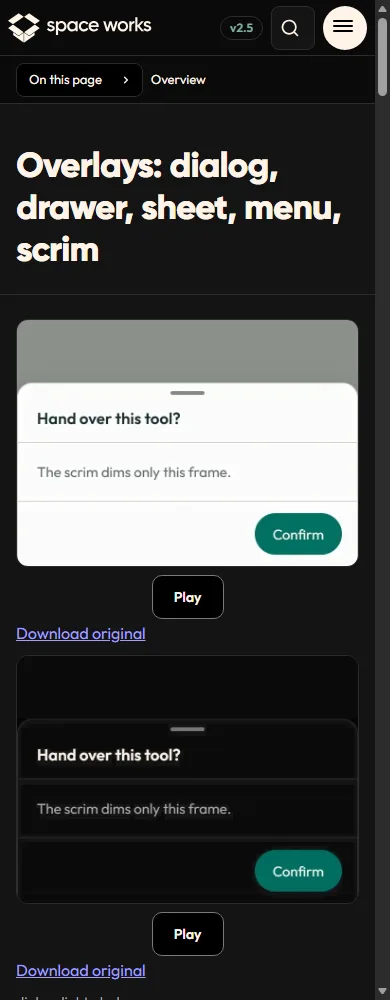 space works
v2.5
On this page
Overview
Overlays: dialog,
drawer, sheet, menu,
scrim
Hand over this tool?
The scrim dims only this frame.
Confirm
Play
Download original
Hand over this tool?
The scrim dims only this frame.
Confirm
Play
Download original